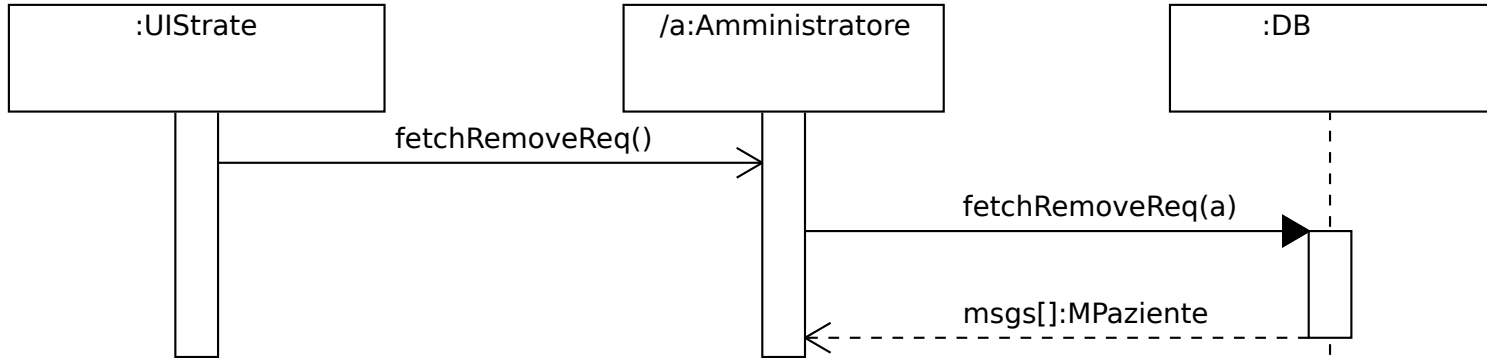 :UIStrate
/a:Amministratore
:DB
fetchRemoveReq()
fetchRemoveReq(a)
msgs[]:MPaziente